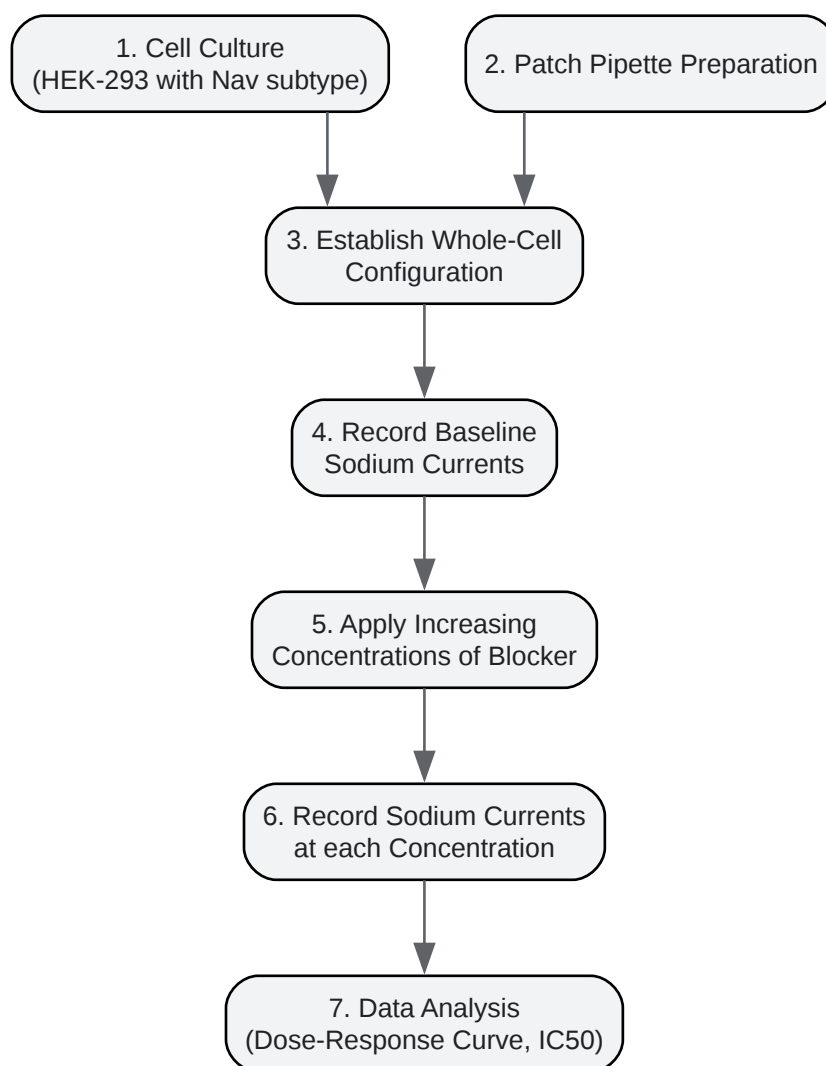 1. Cell Culture
(HEK-293 with Nav subtype)
2. Patch Pipette Preparation
3. Establish Whole-Cell
Configuration
4. Record Baseline
Sodium Currents
5. Apply Increasing
Concentrations of Blocker
6. Record Sodium Currents
at each Concentration
7. Data Analysis
(Dose-Response Curve, IC50)